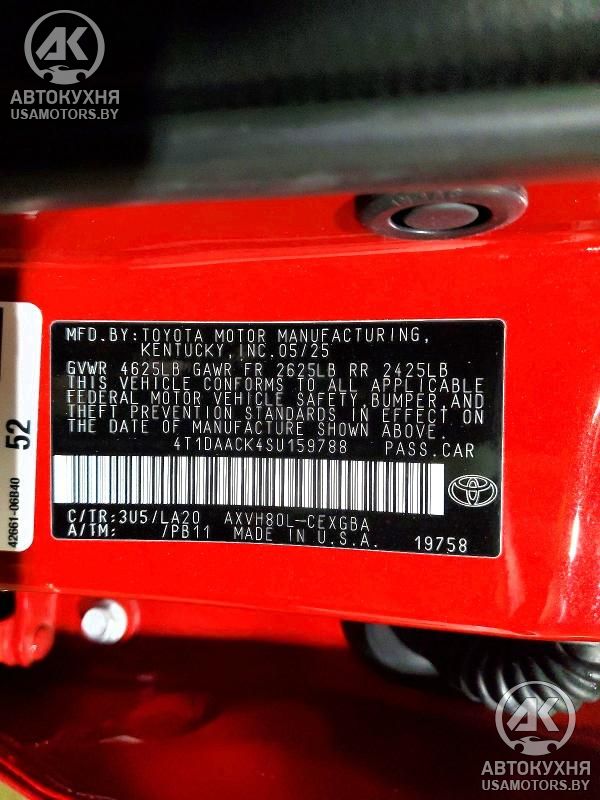 AK
АВТОКУХНЯ
USAMOTORS.BY
MFD.BY:TOYOTA MOTOR MANUFACTURING,
KENTUCKY, INC.05/25
GVWR 4625LB GAWR FR 2625LB RR 2425LB
THIS VEHICLE CONFORMS TO ALL APPLICABLE
FEDERAL MOTOR VEHICLE SAFETY, BUMPER, AND
THEFT PREVENTION STANDARDS IN EFFECT ON
THE DATE OF MANUFACTURE SHOWN ABOVE.
4T1DAACK4SU159788 PASS.CAR
C/TR:3U5/LA20 AXVH80L-CEXGBA
A/TM: /PB11 MADE IN U.S.A. 19758
52
42661-06B40
AK
АВТОКУХНЯ
USAMOTORS.BY